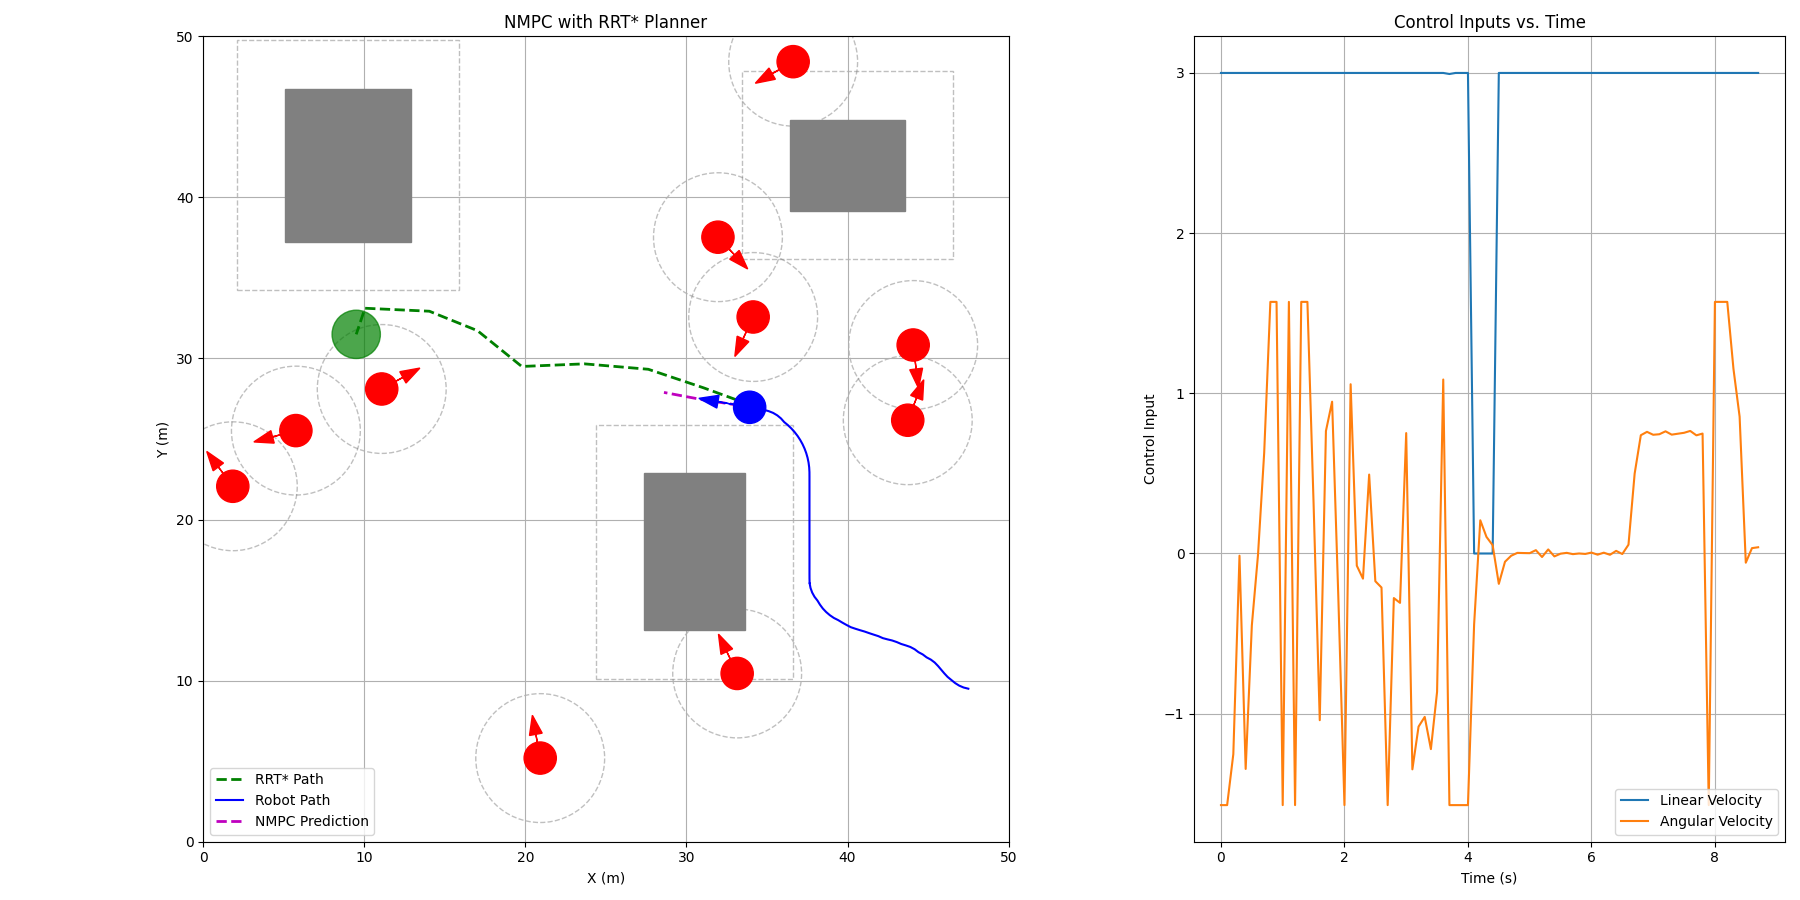 NMPC with RRT* Planner
50
40
30
20
10
0
Y (m)
0 10 20 30 40 50
X (m)
RRT* Path
Robot Path
NMPC Prediction
Control Inputs vs. Time
3
2
1
0
−1
Control Input
0 2 4 6 8
Time (s)
Linear Velocity
Angular Velocity